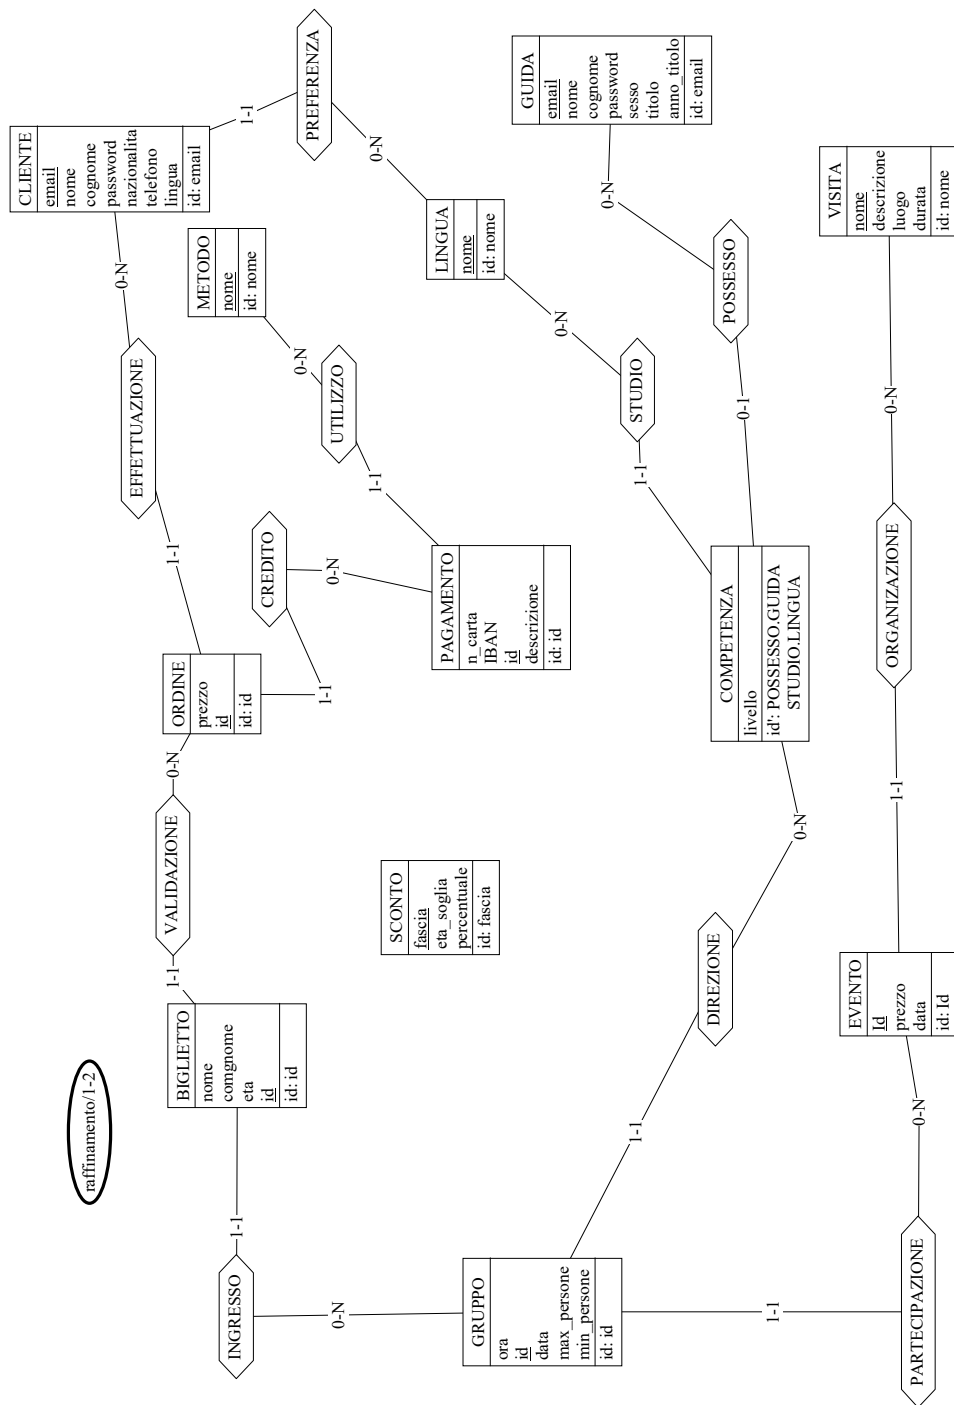 raffinamento/1-2
CLIENTE
email
nome
cognome
password
nazionalita
telefono
lingua
id: email
1-1
PREFERENZA
0-N
0-N
EFFETTUAZIONE
1-1
METODO
nome
id: nome
0-N
UTILIZZO
1-1
LINGUA
nome
id: nome
0-N
STUDIO
1-1
GUIDA
email
nome
cognome
password
sesso
titolo
anno_titolo
id: email
0-N
POSSESSO
0-1
VISITA
nome
descrizione
luogo
durata
id: nome
0-N
ORGANIZAZIONE
1-1
ORDINE
prezzo
id
id: id
1-1
CREDITO
0-N
PAGAMENTO
n_carta
IBAN
id
descrizione
id: id
COMPETENZA
livello
id': POSSESSO.GUIDA
STUDIO.LINGUA
0-N
DIREZIONE
1-1
0-N
VALIDAZIONE
1-1
SCONTO
fascia
eta_soglia
percentuale
id: fascia
BIGLIETTO
nome
comgnome
eta
id
id: id
1-1
INGRESSO
0-N
GRUPPO
ora
id
data
max_persone
min_persone
id: id
1-1
PARTECIPAZIONE
0-N
EVENTO
Id
prezzo
data
id: Id